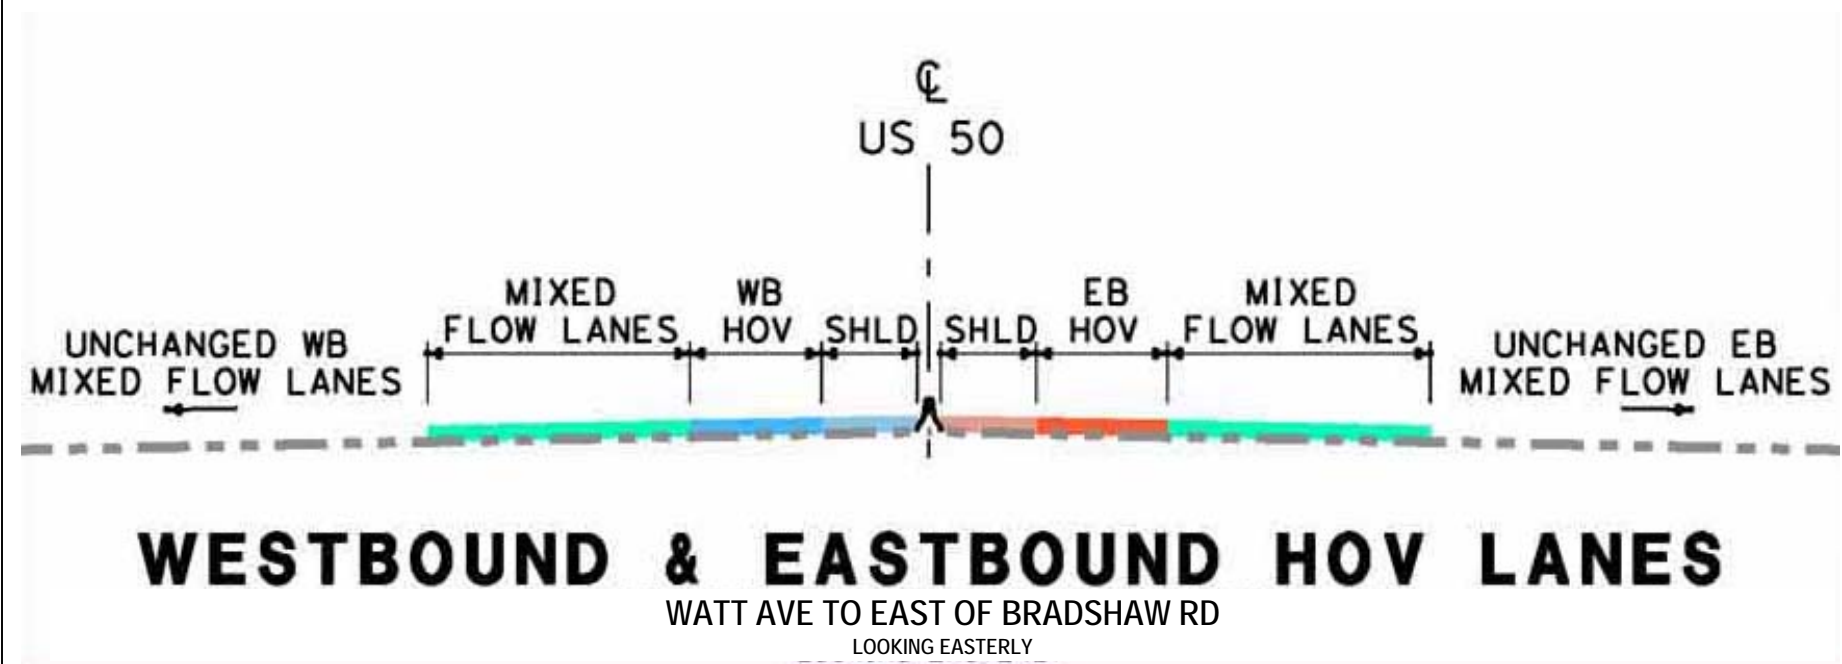 ℄
US 50
UNCHANGED WB
MIXED FLOW LANES
MIXED
FLOW LANES
WB
HOV
SHLD
SHLD
EB
HOV
MIXED
FLOW LANES
UNCHANGED EB
MIXED FLOW LANES
WESTBOUND & EASTBOUND HOV LANES
WATT AVE TO EAST OF BRADSHAW RD
LOOKING EASTERLY